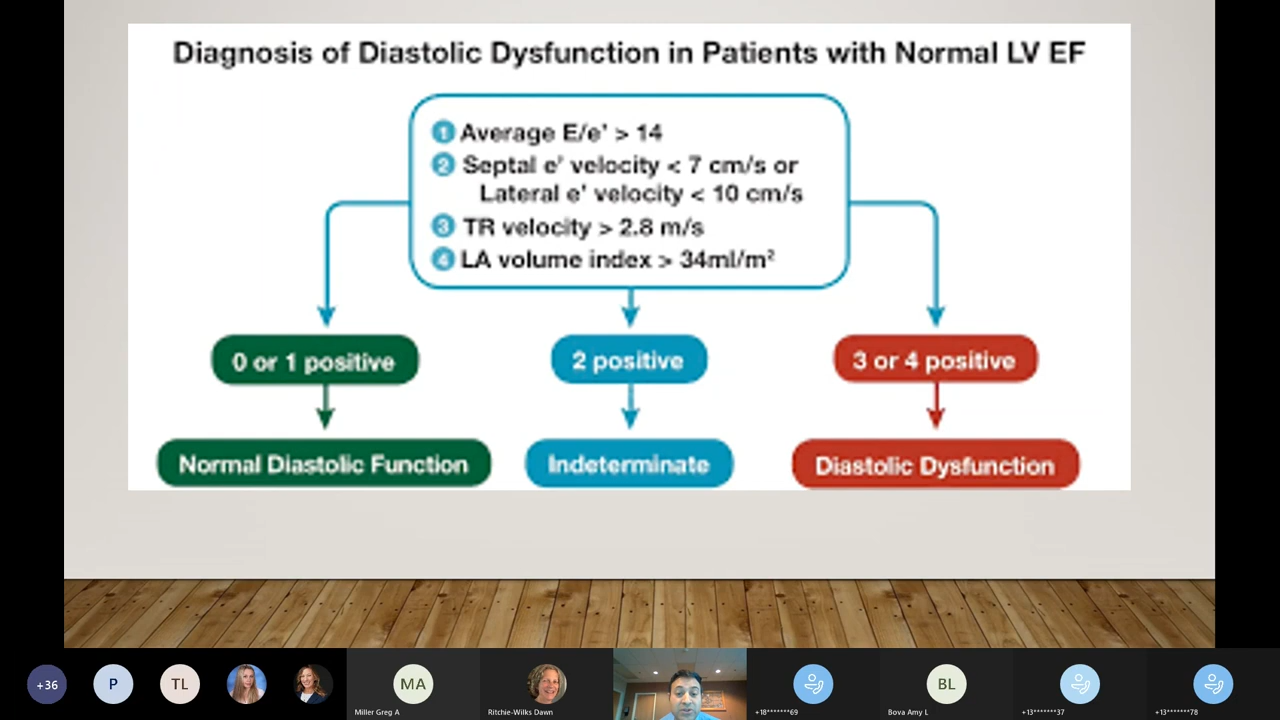 Diagnosis of Diastolic Dysfunction in Patients with Normal LV EF
1 Average E/e' > 14
2 Septal e' velocity < 7 cm/s or
Lateral e' velocity < 10 cm/s
3 TR velocity > 2.8 m/s
4 LA volume index > 34ml/m²
0 or 1 positive
2 positive
3 or 4 positive
Normal Diastolic Function
Indeterminate
Diastolic Dysfunction
+36
P
TL
MA
BL
Miller Greg A
Ritchie-Wilks Dawn
+18*******69
Bova Amy L
+13*******37
+13*******78